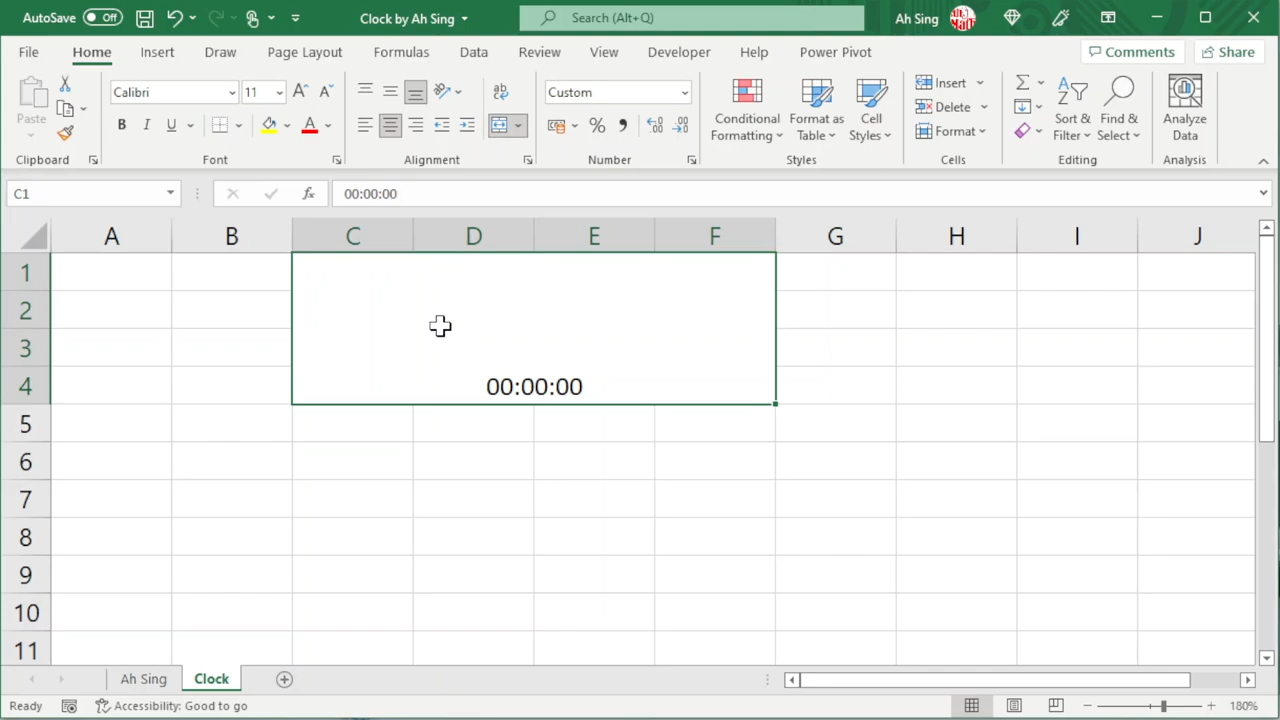 AutoSave Off Clock by Ah Sing Search (Alt+Q) Ah Sing
File Home Insert Draw Page Layout Formulas Data Review View Developer Help Power Pivot Comments Share
Paste
Calibri 11
B I U A
Custom
Conditional Formatting
Format as Table
Cell Styles
Insert
Delete
Format
Sort & Filter
Find & Select
Analyze Data
Clipboard Font Alignment Number Styles Cells Editing Analysis
C1 fx 00:00:00
A B C D E F G H I J
1
2
3
4 00:00:00
5
6
7
8
9
10
11
Ah Sing Clock
Ready Accessibility: Good to go 180%